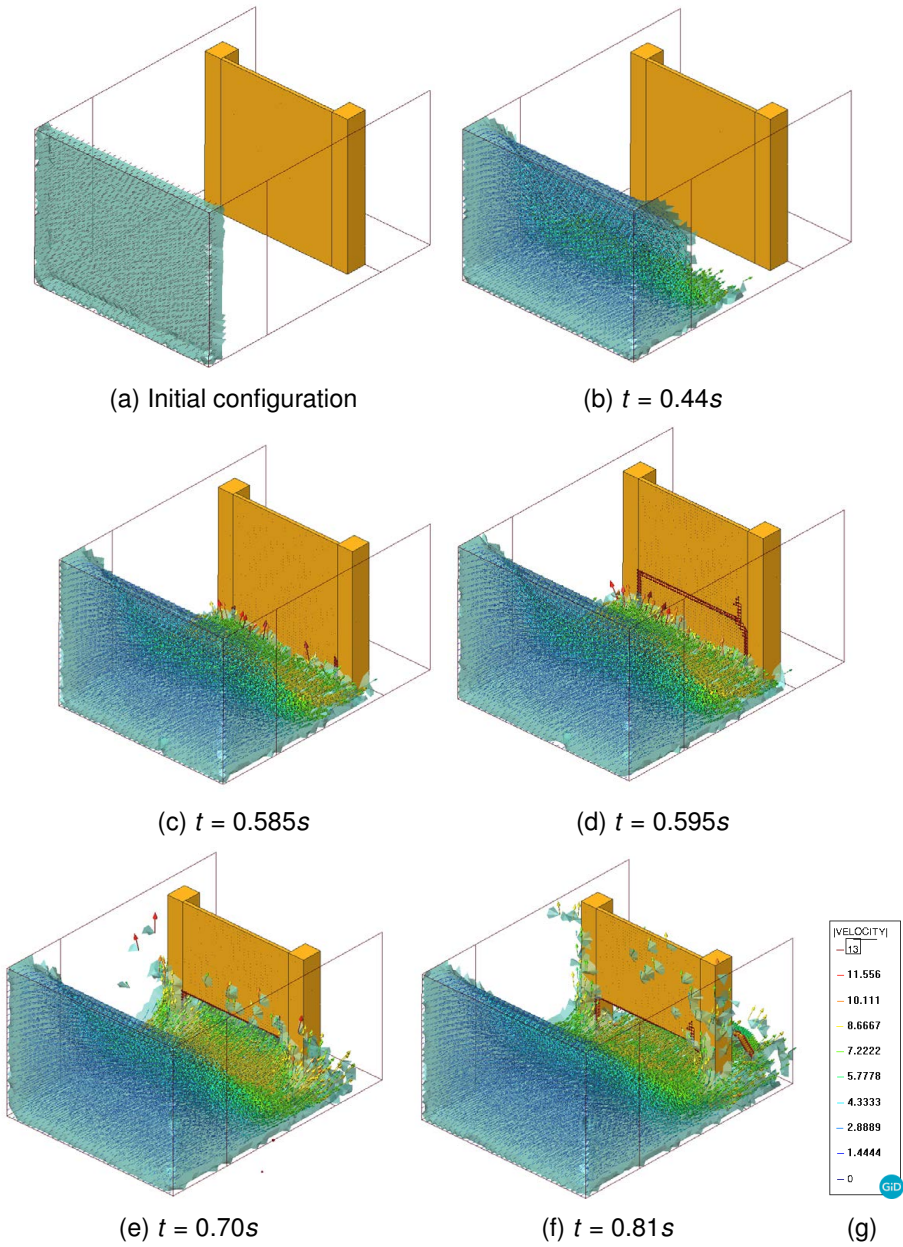 (a) Initial configuration
(b) t = 0.44s
(c) t = 0.585s
(d) t = 0.595s
|VELOCITY|
13
11.556
10.111
8.6667
7.2222
5.7778
4.3333
2.8889
1.4444
0
GiD
(e) t = 0.70s
(f) t = 0.81s
(g)